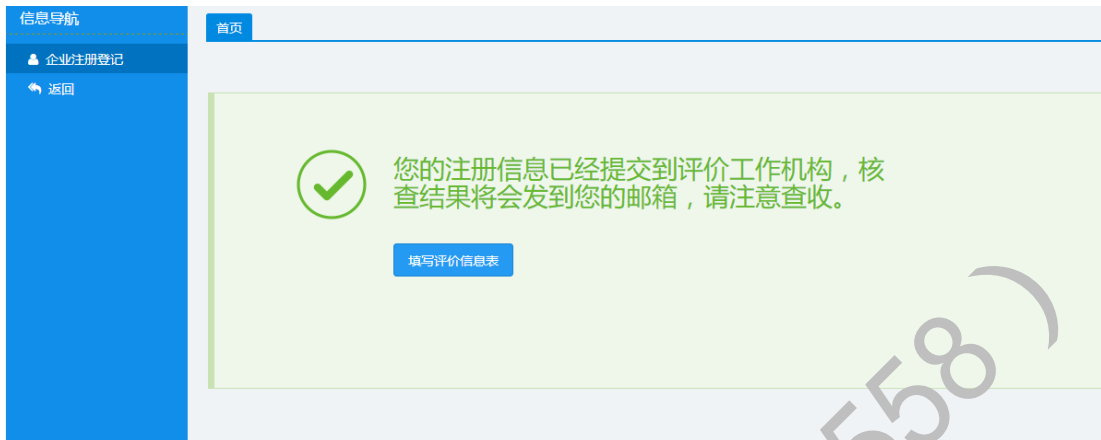 信息导航
首页
企业注册登记
返回
您的注册信息已经提交到评价工作机构，核
查结果将会发到您的邮箱，请注意查收。
填写评价信息表
558）